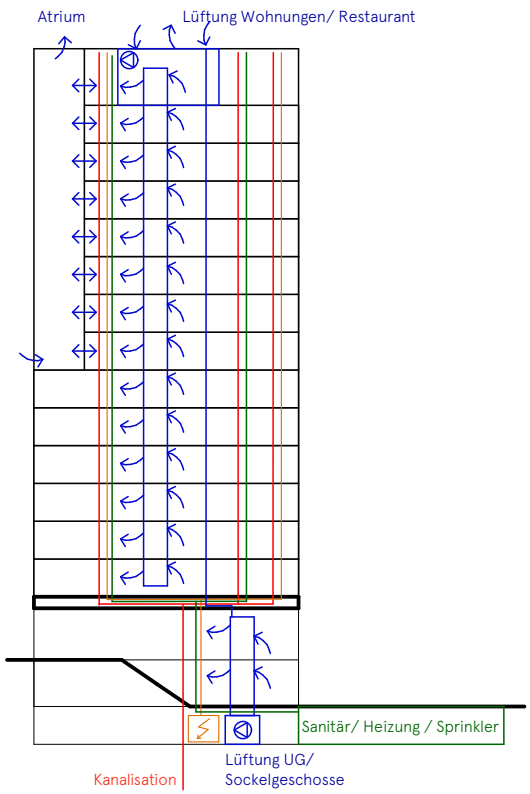 Atrium
Lüftung Wohnungen/ Restaurant
Sanitär/ Heizung / Sprinkler
Lüftung UG/
Sockelgeschosse
Kanalisation